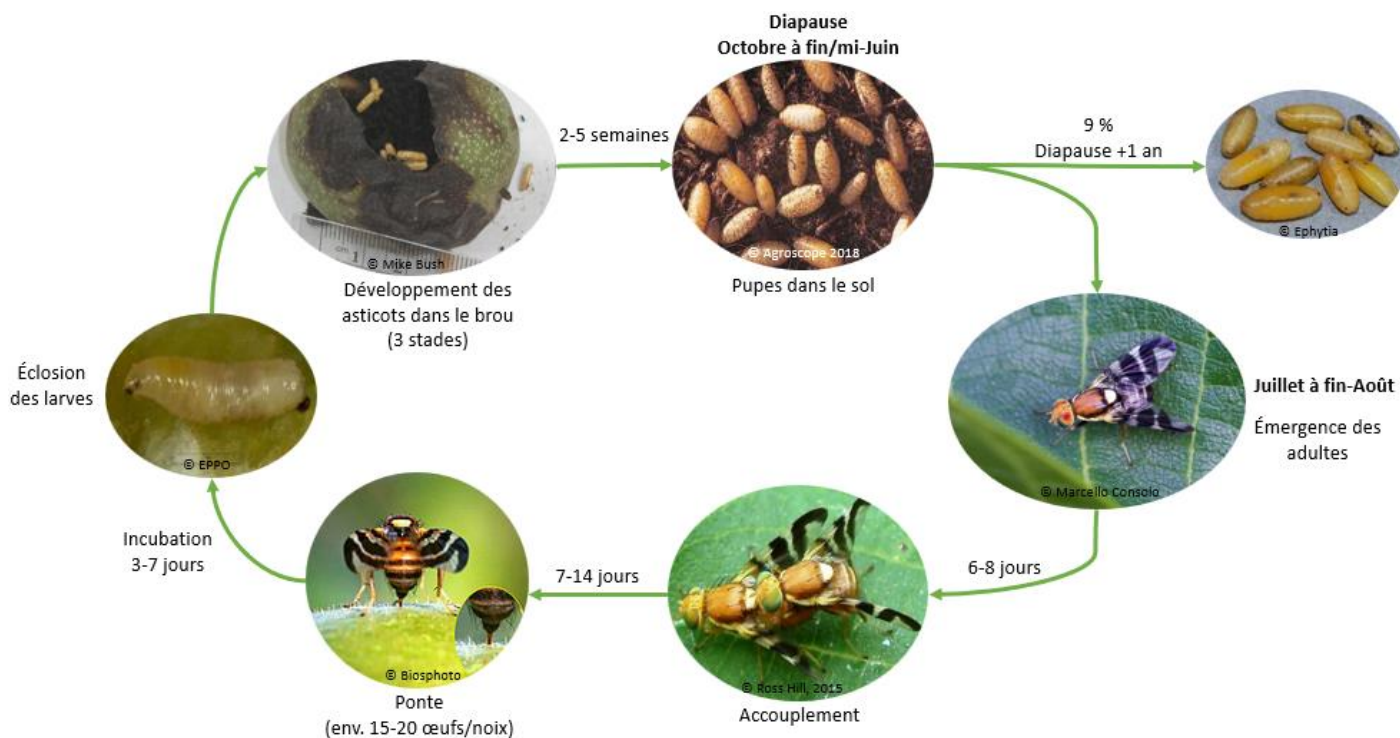 Diapause
Octobre à fin/mi-Juin
2-5 semaines
9 %
Diapause +1 an
© Mike Bush
© Agroscope 2018
© Ephytia
Développement des
asticots dans le brou
(3 stades)
Pupes dans le sol
Éclosion
des larves
© EPPO
Juillet à fin-Août
Émergence des
adultes
© Marcello Consolo
Incubation
3-7 jours
7-14 jours
6-8 jours
© Biosphoto
© Ross Hill, 2015
Ponte
(env. 15-20 œufs/noix)
Accouplement